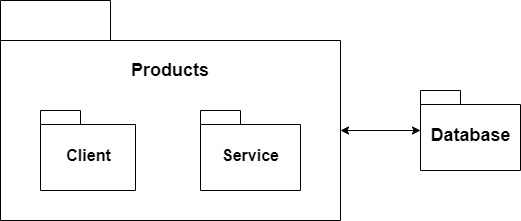 Products
Client
Service
Database